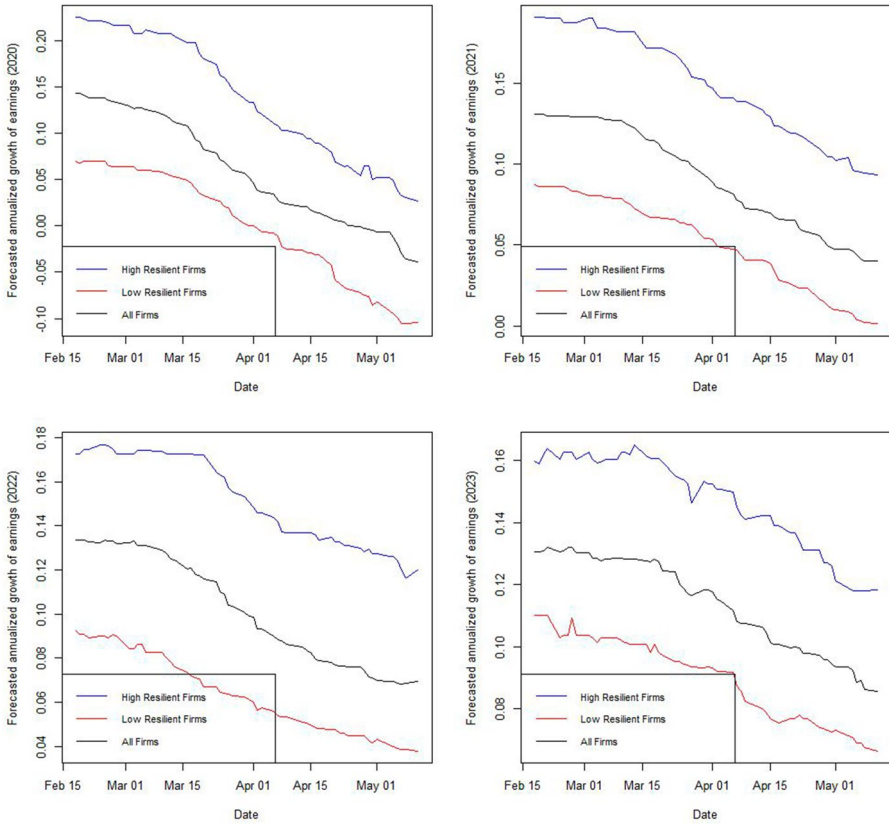 Forecasted annualized growth of earnings (2020)
0.20
0.15
0.10
0.05
0.00
-0.05
-0.10
High Resilient Firms
Low Resilient Firms
All Firms
Feb 15 Mar 01 Mar 15 Apr 01 Apr 15 May 01
Date
Forecasted annualized growth of earnings (2021)
0.15
0.10
0.05
0.00
High Resilient Firms
Low Resilient Firms
All Firms
Feb 15 Mar 01 Mar 15 Apr 01 Apr 15 May 01
Date
Forecasted annualized growth of earnings (2022)
0.18
0.16
0.14
0.12
0.10
0.08
0.06
0.04
High Resilient Firms
Low Resilient Firms
All Firms
Feb 15 Mar 01 Mar 15 Apr 01 Apr 15 May 01
Date
Forecasted annualized growth of earnings (2023)
0.16
0.14
0.12
0.10
0.08
High Resilient Firms
Low Resilient Firms
All Firms
Feb 15 Mar 01 Mar 15 Apr 01 Apr 15 May 01
Date